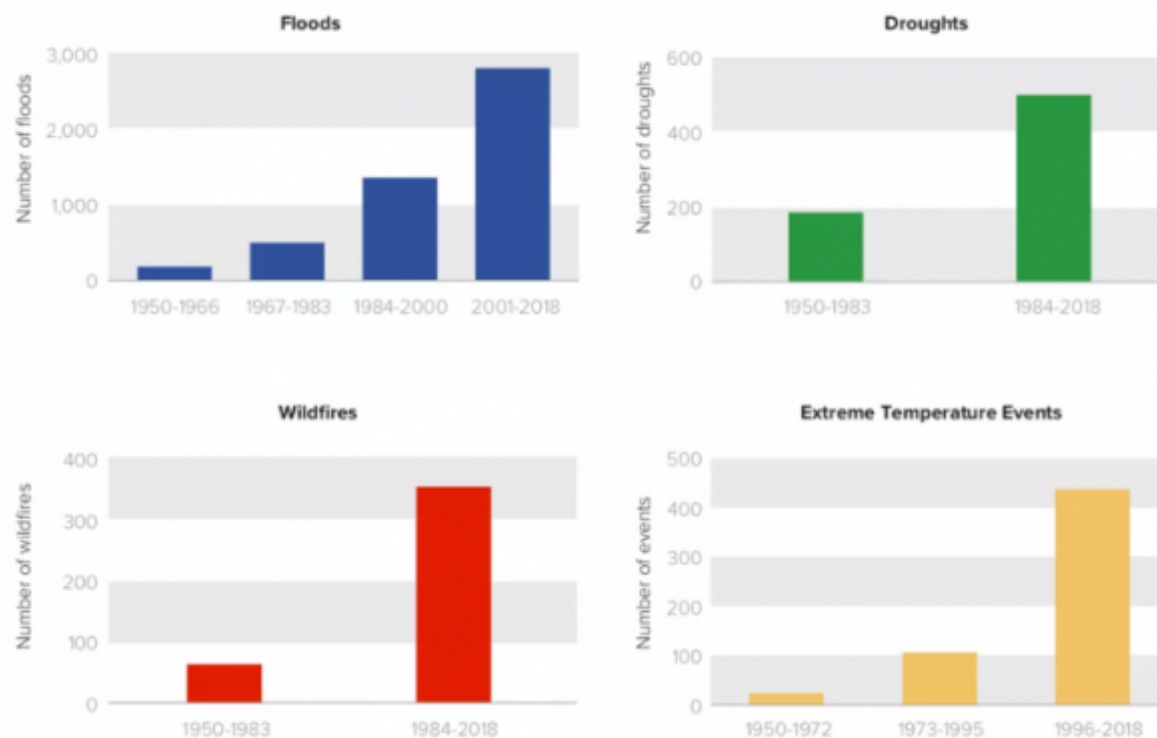 Floods
Number of floods
3,000
2,000
1,000
0
1950-1966 1967-1983 1984-2000 2001-2018
Droughts
Number of droughts
600
400
200
0
1950-1983 1984-2018
Wildfires
Number of wildfires
400
300
200
100
0
1950-1983 1984-2018
Extreme Temperature Events
Number of events
500
400
300
200
100
0
1950-1972 1973-1995 1996-2018